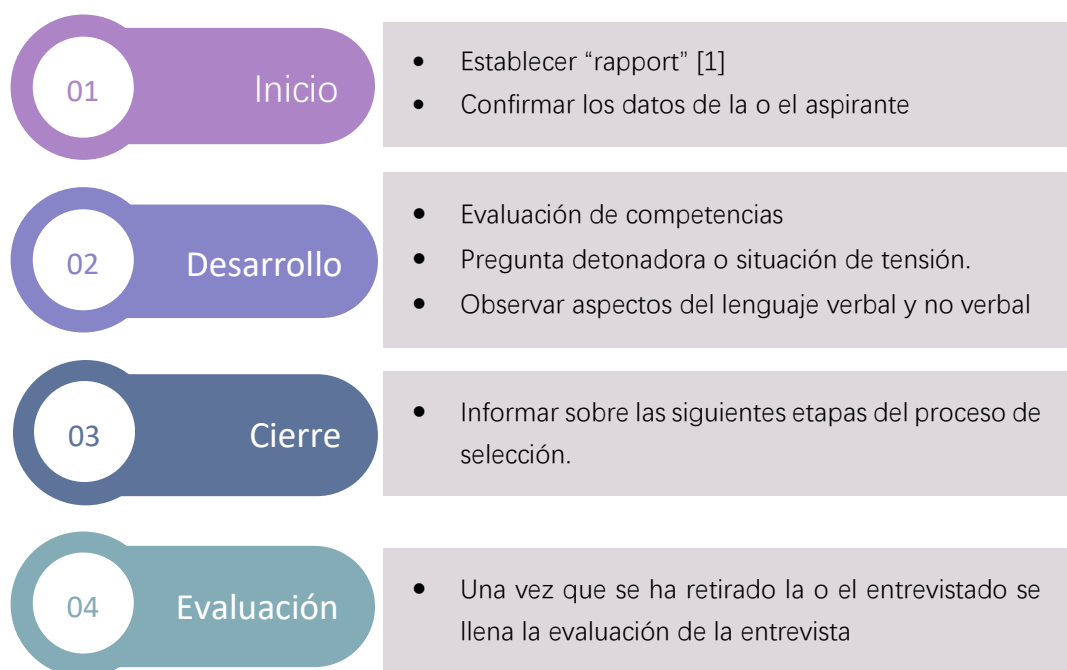 01
Inicio
• Establecer “rapport” [1]
• Confirmar los datos de la o el aspirante
02
Desarrollo
• Evaluación de competencias
• Pregunta detonadora o situación de tensión.
• Observar aspectos del lenguaje verbal y no verbal
03
Cierre
• Informar sobre las siguientes etapas del proceso de
selección.
04
Evaluación
• Una vez que se ha retirado la o el entrevistado se
llena la evaluación de la entrevista